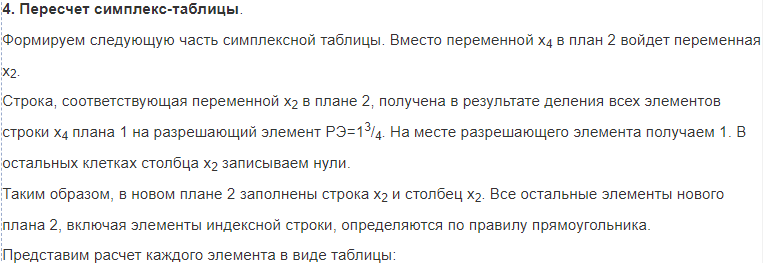 4. Пересчет симплекс-таблицы.
Формируем следующую часть симплексной таблицы. Вместо переменной x₄ в план 2 войдет переменная
x₂.
Строка, соответствующая переменной x₂ в плане 2, получена в результате деления всех элементов
строки x₄ плана 1 на разрешающий элемент РЭ=1³/₄. На месте разрешающего элемента получаем 1. В
остальных клетках столбца x₂ записываем нули.
Таким образом, в новом плане 2 заполнены строка x₂ и столбец x₂. Все остальные элементы нового
плана 2, включая элементы индексной строки, определяются по правилу прямоугольника.
Представим расчет каждого элемента в виде таблицы: